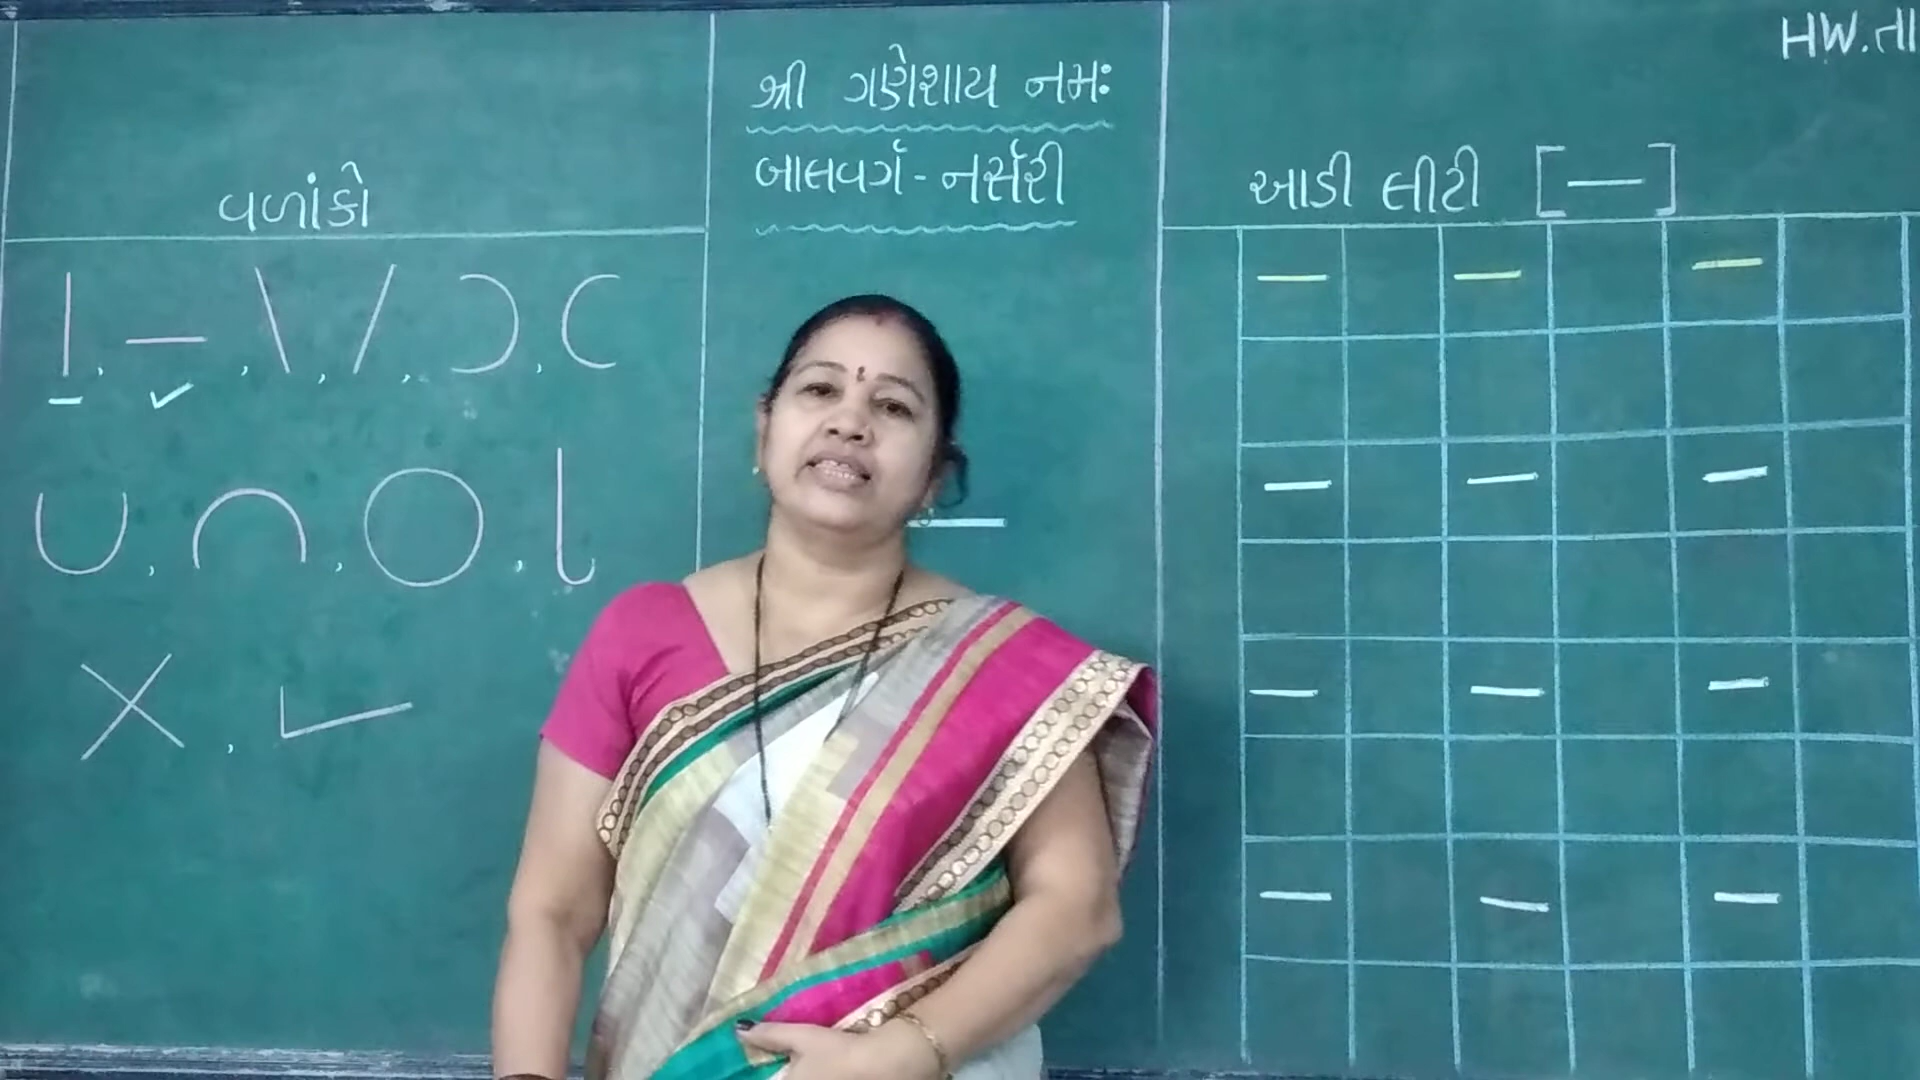 HW.તા
શ્રી ગણેશાય નમઃ
બાલવર્ગ - નર્સરી
વળાંકો
આડી લીટી [—]